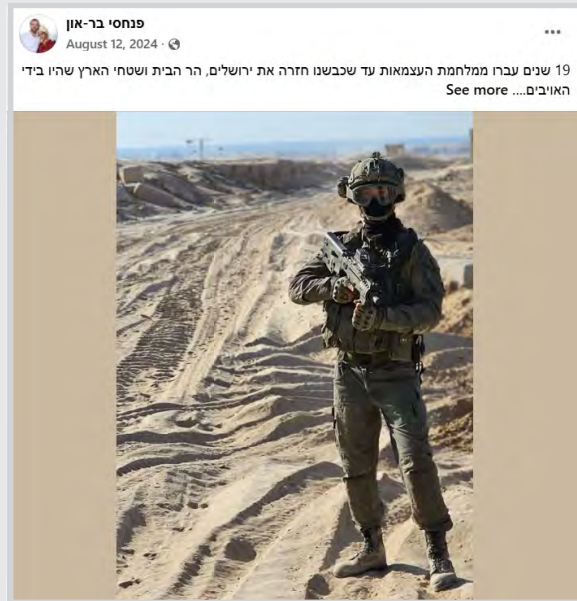 פנחסי בר-און
August 12, 2024 ·
19 שנים עברו ממלחמת העצמאות עד שכבשנו חזרה את ירושלים, הר הבית ושטחי הארץ שהיו בידי
האויבים.... See more